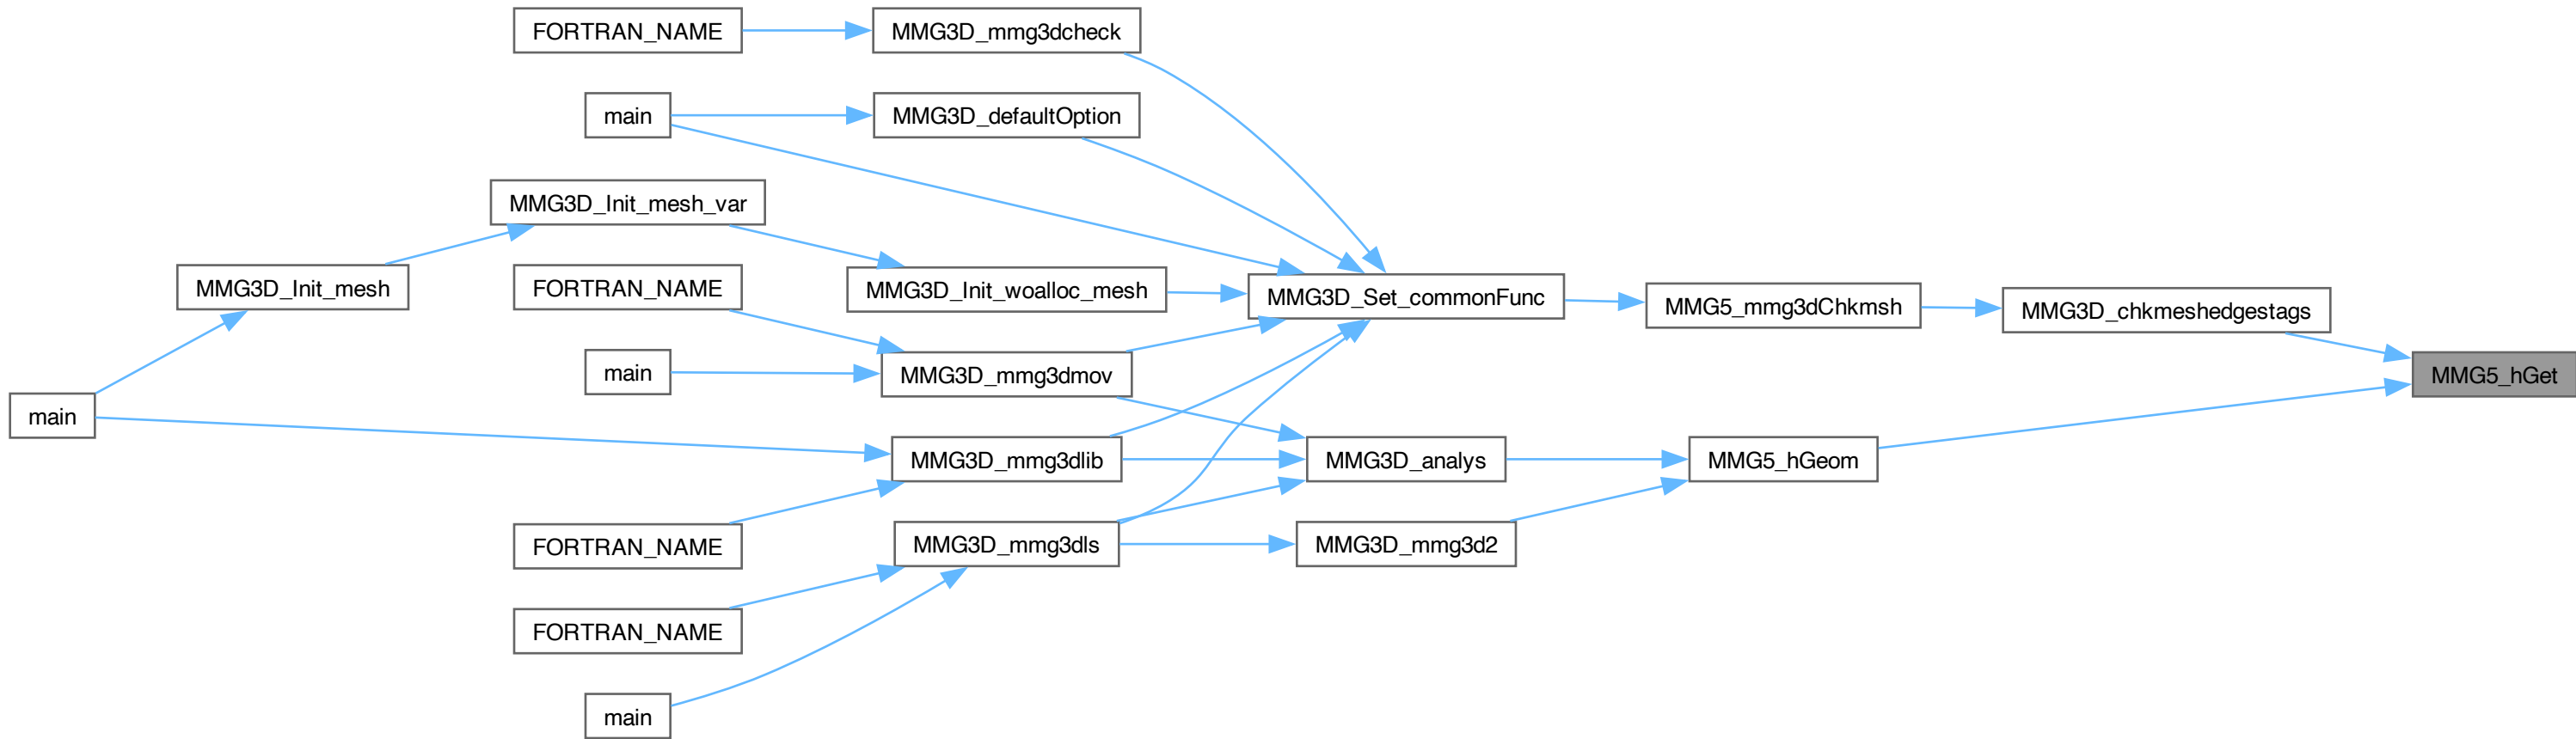 FORTRAN_NAME
MMG3D_mmg3dcheck
main
MMG3D_defaultOption
MMG3D_Init_mesh_var
MMG3D_Init_mesh
FORTRAN_NAME
MMG3D_Init_woalloc_mesh
MMG3D_Set_commonFunc
MMG5_mmg3dChkmsh
MMG3D_chkmeshedgestags
main
MMG3D_mmg3dmov
MMG5_hGet
main
MMG3D_mmg3dlib
MMG3D_analys
MMG5_hGeom
FORTRAN_NAME
MMG3D_mmg3dls
MMG3D_mmg3d2
FORTRAN_NAME
main